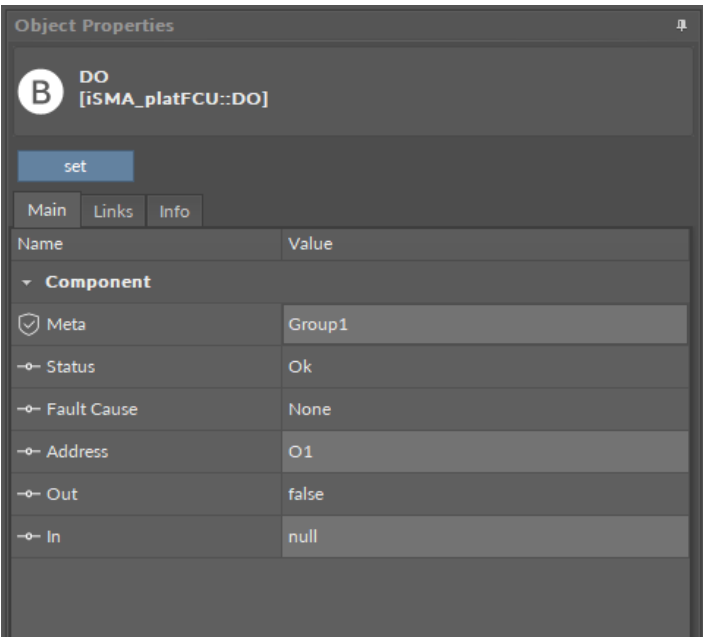 Object Properties
B
DO
[iSMA_platFCU::DO]
set
Main Links Info
Name Value
Component
Meta Group1
Status Ok
Fault Cause None
Address O1
Out false
In null